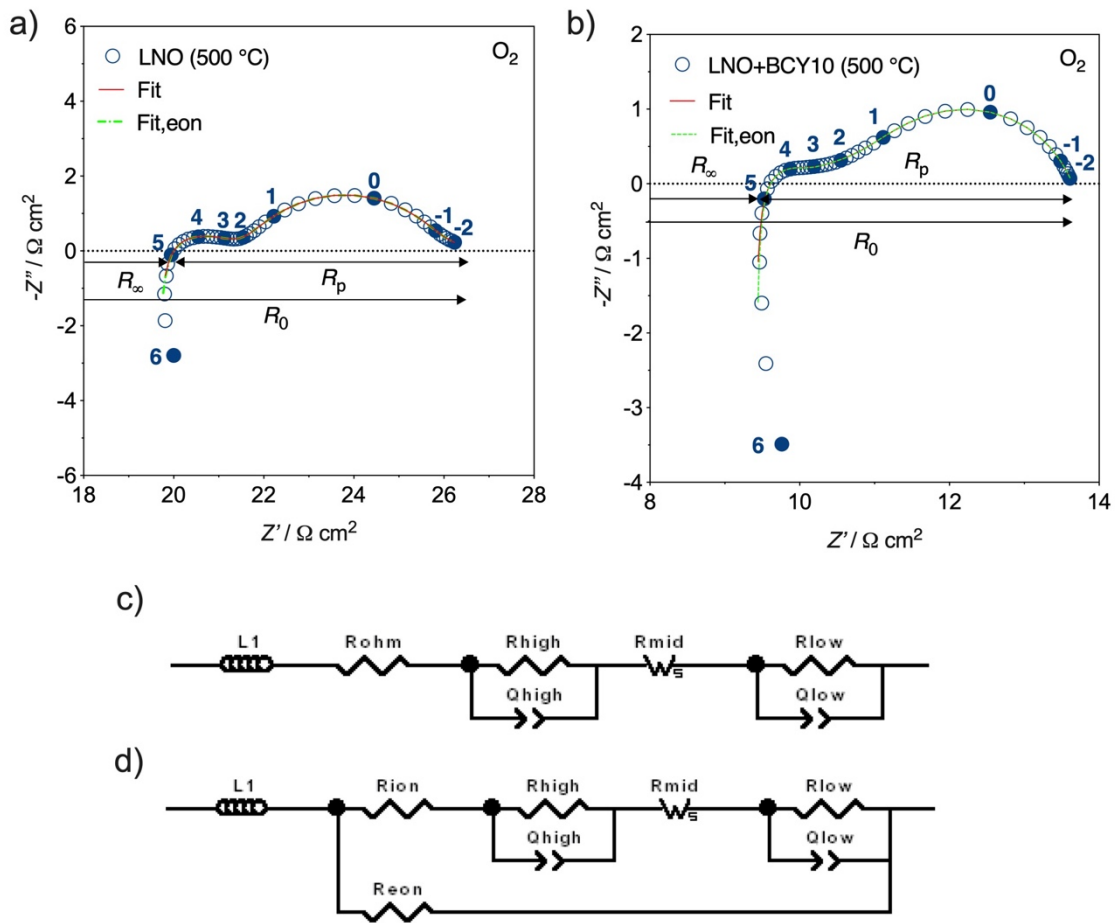 a)
6
4
2
0
-2
-4
-6
18
20
22
24
26
28
-Z″ / Ω cm²
Z′ / Ω cm²
LNO (500 °C)
Fit
Fit,eon
O₂
5
4
3
2
1
0
-1
-2
6
R∞
Rp
R₀
b)
2
1
0
-1
-2
-3
-4
8
10
12
14
-Z″ / Ω cm²
Z′ / Ω cm²
LNO+BCY10 (500 °C)
Fit
Fit,eon
O₂
5
4
3
2
1
0
-1
-2
6
R∞
Rp
R₀
c)
L1
Rohm
Rhigh
Rmid
Rlow
Qhigh
s
Qlow
d)
L1
Rion
Rhigh
Rmid
Rlow
Qhigh
s
Qlow
Reon